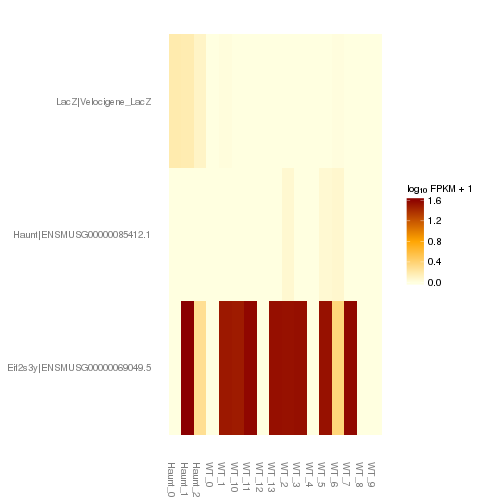 LacZ|Velocigene_LacZ
Haunt|ENSMUSG00000085412.1
Eif2s3y|ENSMUSG00000069049.5
log10 FPKM + 1
1.6
1.2
0.8
0.4
0.0
Haunt_0
Haunt_1
Haunt_2
WT_0
WT_1
WT_10
WT_11
WT_12
WT_13
WT_2
WT_3
WT_4
WT_5
WT_6
WT_7
WT_8
WT_9